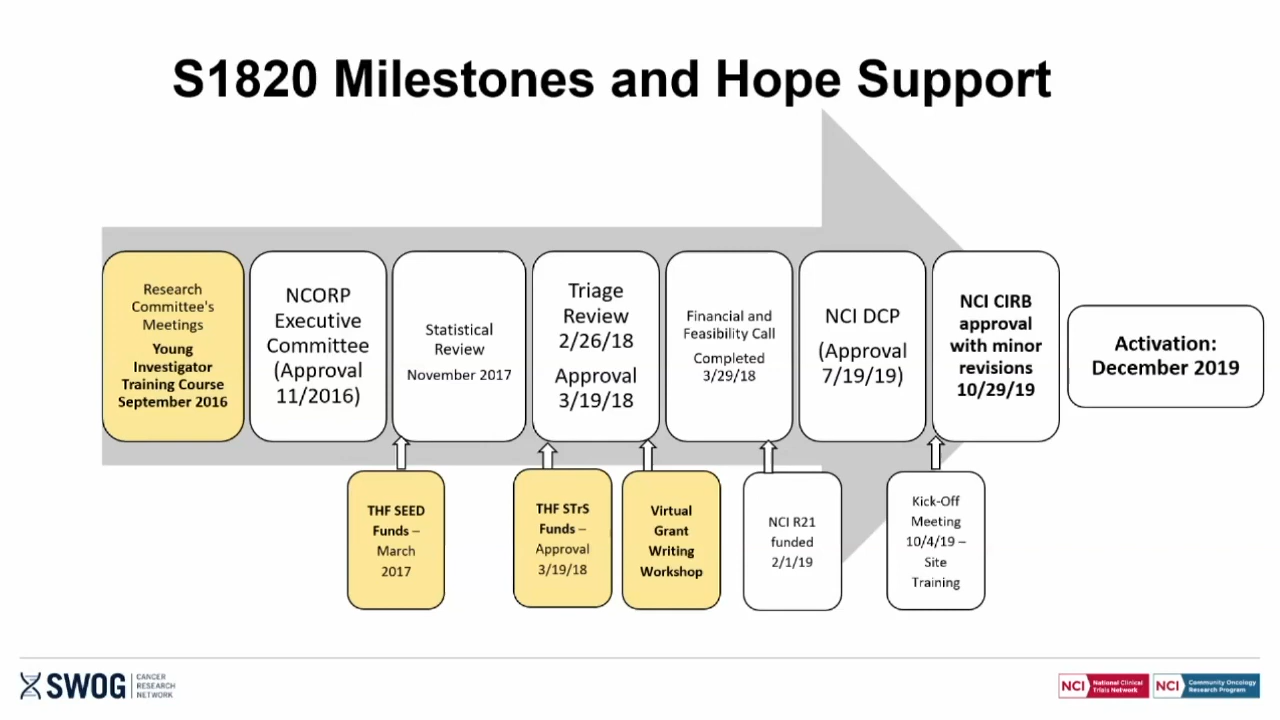 S1820 Milestones and Hope Support
Research
Committee's
Meetings
Young
Investigator
Training Course
September 2016
NCORP
Executive
Committee
(Approval
11/2016)
Statistical
Review
November 2017
Triage
Review
2/26/18
Approval
3/19/18
Financial and
Feasibility Call
Completed
3/29/18
NCI DCP
(Approval
7/19/19)
NCI CIRB
approval
with minor
revisions
10/29/19
Activation:
December 2019
THF SEED
Funds –
March
2017
THF STrS
Funds –
Approval
3/19/18
Virtual
Grant
Writing
Workshop
NCI R21
funded
2/1/19
Kick-Off
Meeting
10/4/19 –
Site
Training
SWOG
CANCER
RESEARCH
NETWORK
NCI
National Clinical
Trials Network
NCI
Community Oncology
Research Program